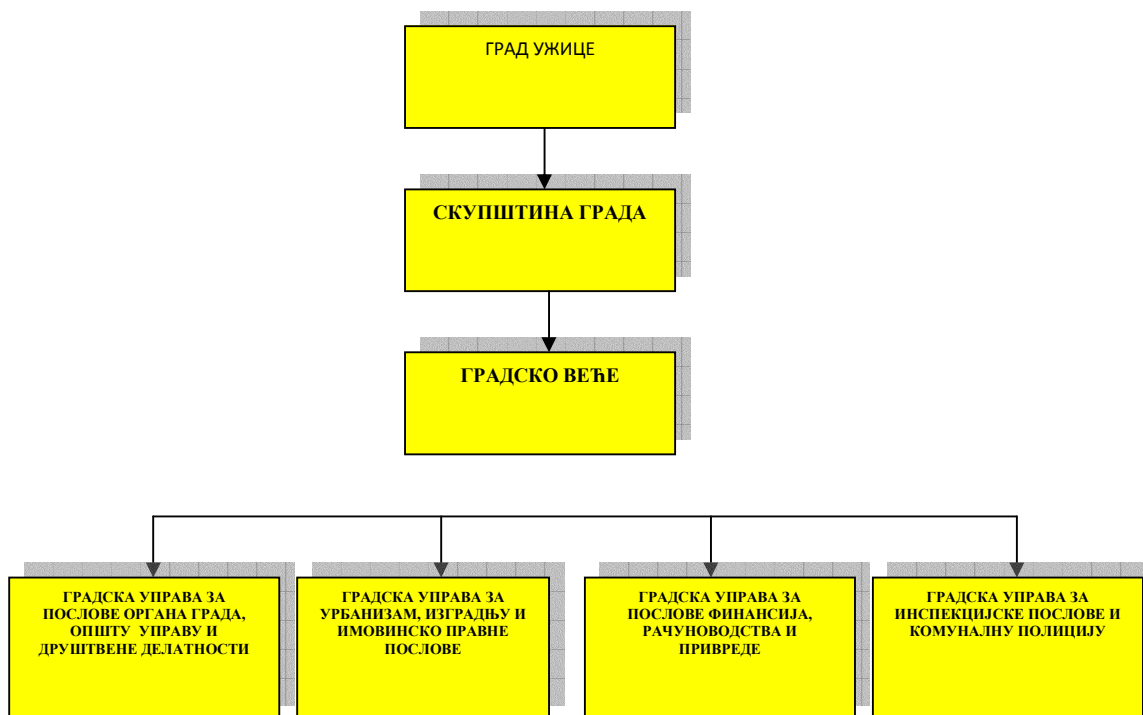 ГРАД УЖИЦЕ
СКУПШТИНА ГРАДА
ГРАДСКО ВЕЋЕ
ГРАДСКА УПРАВА ЗА
ПОСЛОВЕ ОРГАНА ГРАДА,
ОПШТУ УПРАВУ И
ДРУШТВЕНЕ ДЕЛАТНОСТИ
ГРАДСКА УПРАВА ЗА
УРБАНИЗАМ, ИЗГРАДЊУ И
ИМОВИНСКО ПРАВНЕ
ПОСЛОВЕ
ГРАДСКА УПРАВА ЗА
ПОСЛОВЕ ФИНАНСИЈА,
РАЧУНОВОДСТВА И
ПРИВРЕДЕ
ГРАДСКА УПРАВА ЗА
ИНСПЕКЦИЈСКЕ ПОСЛОВЕ И
КОМУНАЛНУ ПОЛИЦИЈУ